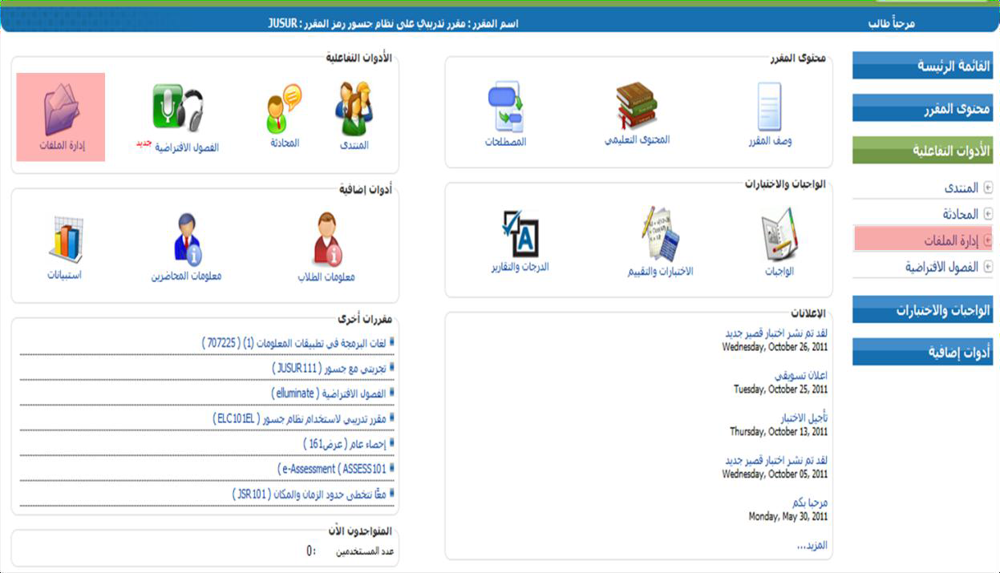 مرحباً طالب
اسم المقرر : مقرر تدريبي على نظام جسور رمز المقرر : JUSUR
القائمة الرئيسة
محتوى المقرر
الأدوات التفاعلية
المنتدى
المحادثة
إدارة الملفات
الفصول الافتراضية
الواجبات والاختبارات
أدوات إضافية
محتوى المقرر
وصف المقرر
المحتوى التعليمي
المصطلحات
الواجبات والاختبارات
الواجبات
الاختبارات والتقييم
الدرجات والتقارير
الإعلانات
لقد تم نشر اختبار قصير جديد
Wednesday, October 26, 2011
اعلان تسويقي
Tuesday, October 25, 2011
تأجيل الاختبار
Thursday, October 13, 2011
لقد تم نشر اختبار قصير جديد
Wednesday, October 05, 2011
مرحبا بكم
Monday, May 30, 2011
المزيد...
الأدوات التفاعلية
المنتدى
المحادثة
الفصول الافتراضية جديد
إدارة الملفات
أدوات إضافية
معلومات الطلاب
معلومات المحاضرين
استبيانات
مقررات أخرى
لغات البرمجة في تطبيقات المعلومات (1) ( 707225 )
تجربتي مع جسور ( JUSUR111 )
الفصول الافتراضية ( elluminate )
مقرر تدريبي لاستخدام نظام جسور ( ELC101EL )
إحصاء عام ( عرض161 )
e-Assessment ( ASSESS101 )
معًا نتخطى حدود الزمان والمكان ( JSR101 )
المتواجدون الآن
عدد المستخدمين :0